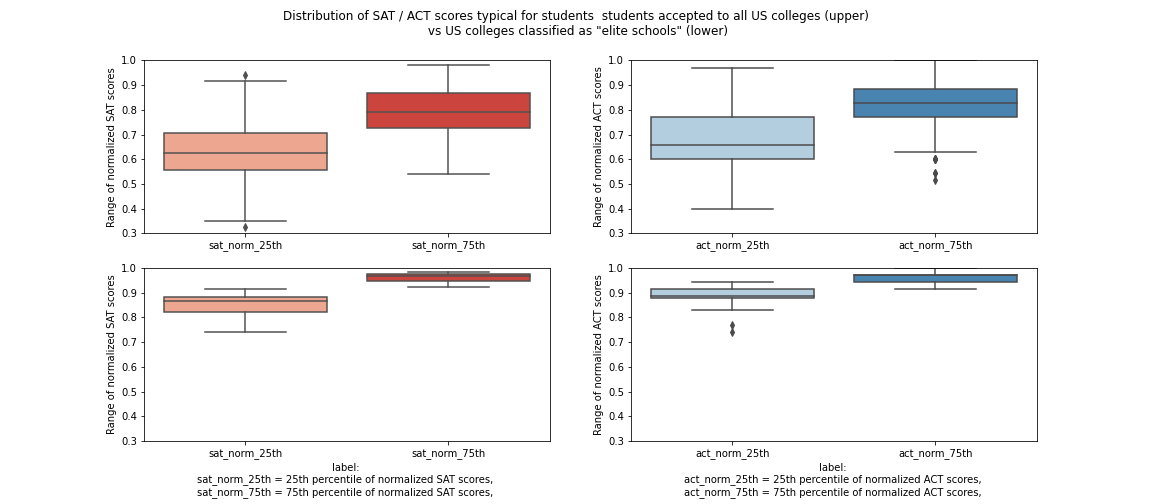 Distribution of SAT / ACT scores typical for students  students accepted to all US colleges (upper)
vs US colleges classified as "elite schools" (lower)
Range of normalized SAT scores
1.0
0.9
0.8
0.7
0.6
0.5
0.4
0.3
sat_norm_25th
sat_norm_75th
Range of normalized ACT scores
1.0
0.9
0.8
0.7
0.6
0.5
0.4
0.3
act_norm_25th
act_norm_75th
Range of normalized SAT scores
1.0
0.9
0.8
0.7
0.6
0.5
0.4
0.3
sat_norm_25th
sat_norm_75th
label:
sat_norm_25th = 25th percentile of normalized SAT scores,
sat_norm_75th = 75th percentile of normalized SAT scores,
Range of normalized ACT scores
1.0
0.9
0.8
0.7
0.6
0.5
0.4
0.3
act_norm_25th
act_norm_75th
label:
act_norm_25th = 25th percentile of normalized ACT scores,
act_norm_75th = 75th percentile of normalized ACT scores,